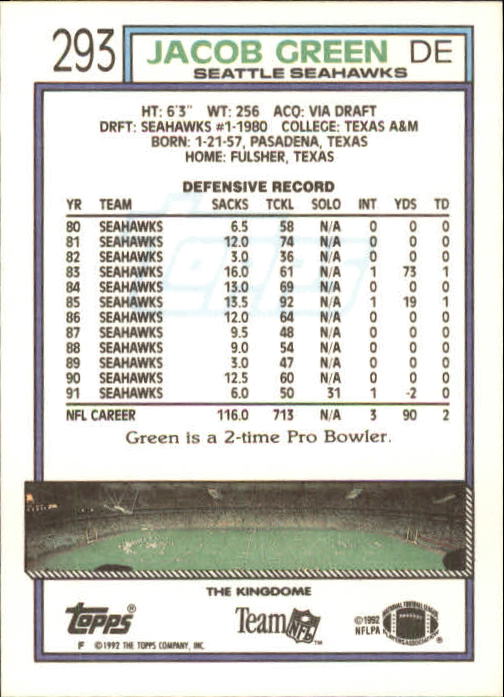 293 JACOB GREEN DE
SEATTLE SEAHAWKS
HT: 6'3" WT: 256 ACQ: VIA DRAFT
DRFT: SEAHAWKS #1-1980 COLLEGE: TEXAS A&M
BORN: 1-21-57, PASADENA, TEXAS
HOME: FULSHER, TEXAS
DEFENSIVE RECORD
YR TEAM SACKS TCKL SOLO INT YDS TD
80 SEAHAWKS 6.5 58 N/A 0 0 0
81 SEAHAWKS 12.0 74 N/A 0 0 0
82 SEAHAWKS 3.0 36 N/A 0 0 0
83 SEAHAWKS 16.0 61 N/A 1 73 1
84 SEAHAWKS 13.0 69 N/A 0 0 0
85 SEAHAWKS 13.5 92 N/A 1 19 1
86 SEAHAWKS 12.0 64 N/A 0 0 0
87 SEAHAWKS 9.5 48 N/A 0 0 0
88 SEAHAWKS 9.0 54 N/A 0 0 0
89 SEAHAWKS 3.0 47 N/A 0 0 0
90 SEAHAWKS 12.5 60 N/A 0 0 0
91 SEAHAWKS 6.0 50 31 1 -2 0
NFL CAREER 116.0 713 N/A 3 90 2
Green is a 2-time Pro Bowler.
Topps
THE KINGDOME
Topps®
Team NFL™
©1992
NFLPA
NATIONAL FOOTBALL LEAGUE
PLAYERS ASSOCIATION
F ©1992 THE TOPPS COMPANY, INC.